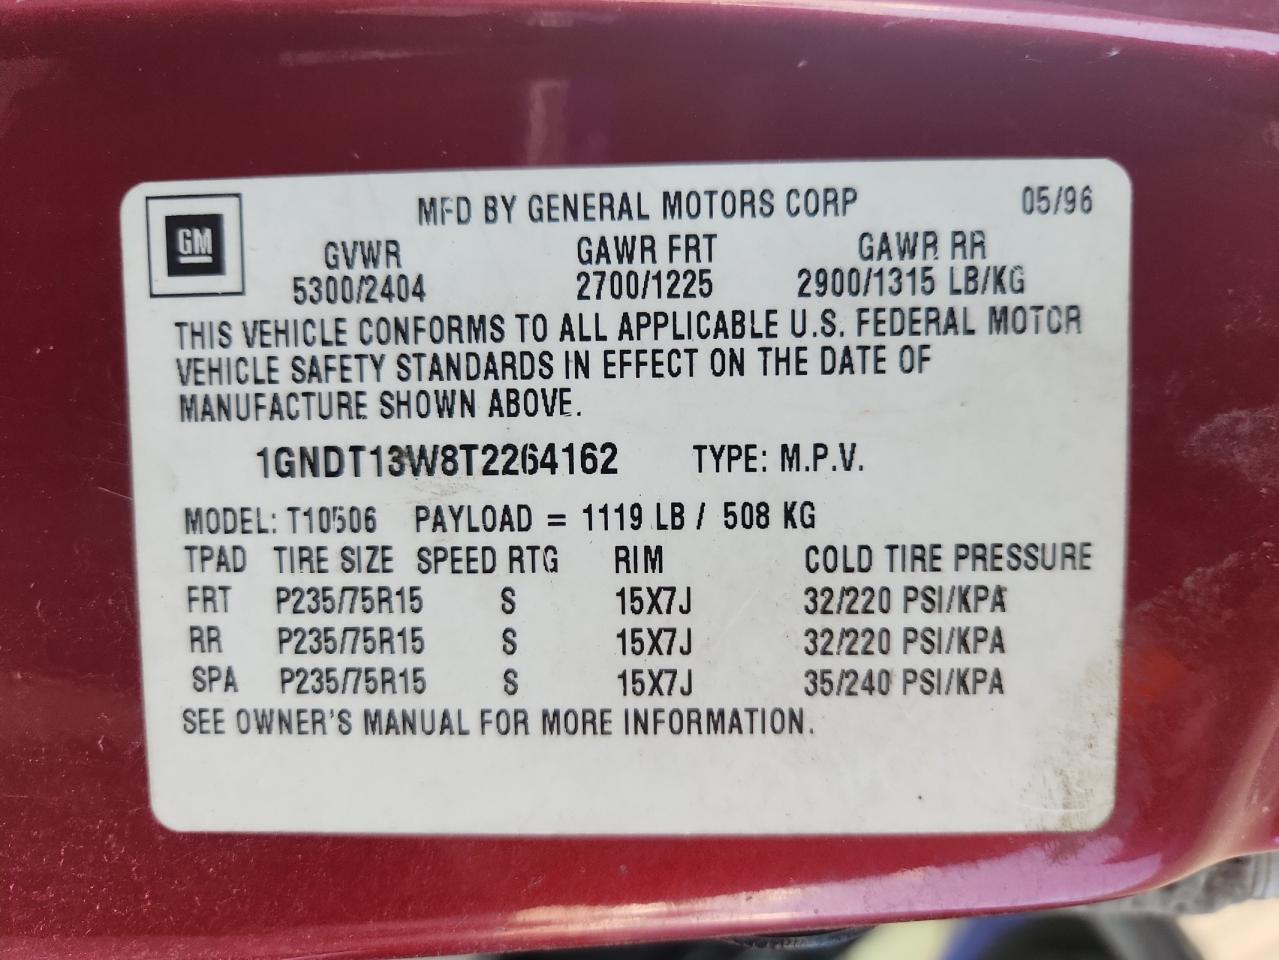 MFD BY GENERAL MOTORS CORP 05/96
GM
GVWR GAWR FRT GAWR RR
5300/2404 2700/1225 2900/1315 LB/KG
THIS VEHICLE CONFORMS TO ALL APPLICABLE U.S. FEDERAL MOTOR
VEHICLE SAFETY STANDARDS IN EFFECT ON THE DATE OF
MANUFACTURE SHOWN ABOVE.
1GNDT13W8T2264162 TYPE: M.P.V.
MODEL: T10506 PAYLOAD = 1119 LB / 508 KG
TPAD TIRE SIZE SPEED RTG RIM COLD TIRE PRESSURE
FRT P235/75R15 S 15X7J 32/220 PSI/KPA
RR P235/75R15 S 15X7J 32/220 PSI/KPA
SPA P235/75R15 S 15X7J 35/240 PSI/KPA
SEE OWNER'S MANUAL FOR MORE INFORMATION.